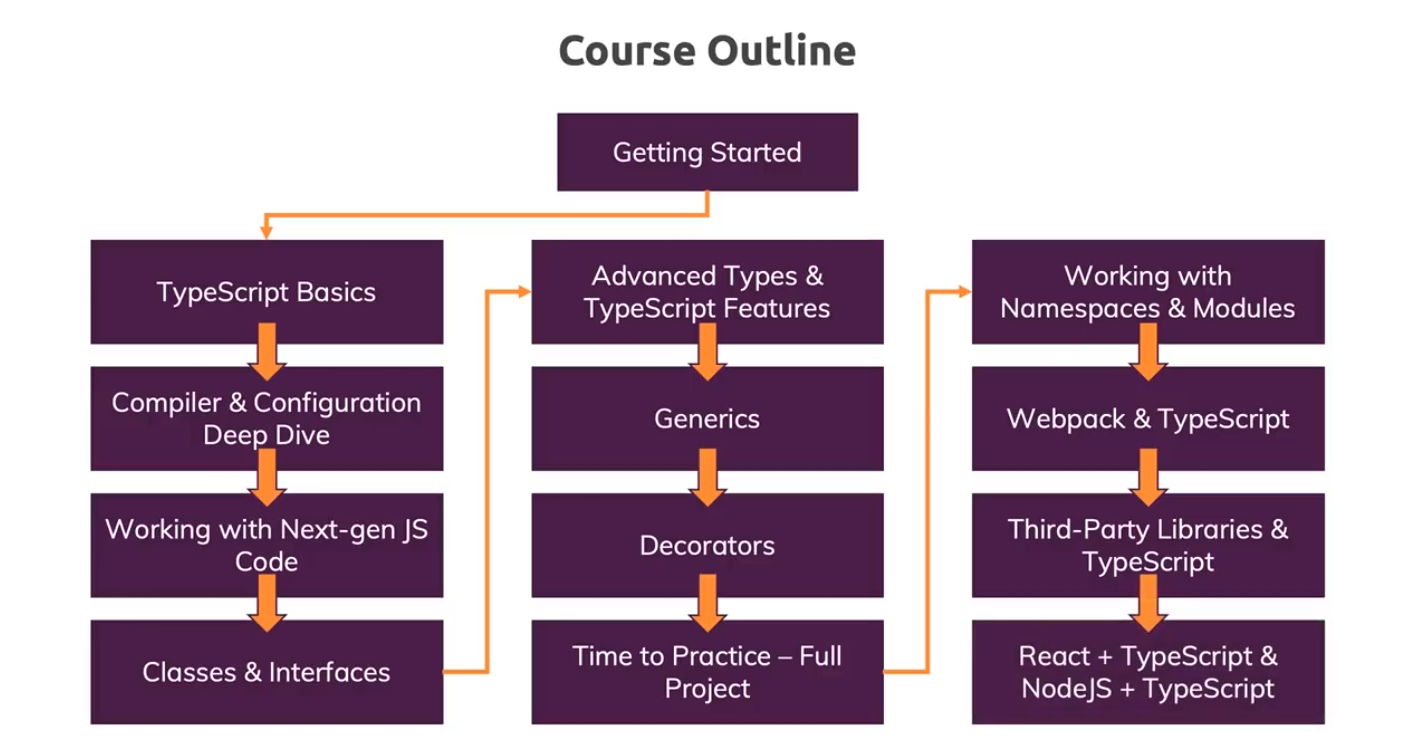 Course Outline
Getting Started
TypeScript Basics
Compiler & Configuration
Deep Dive
Working with Next-gen JS
Code
Classes & Interfaces
Advanced Types &
TypeScript Features
Generics
Decorators
Time to Practice – Full
Project
Working with
Namespaces & Modules
Webpack & TypeScript
Third-Party Libraries &
TypeScript
React + TypeScript &
NodeJS + TypeScript